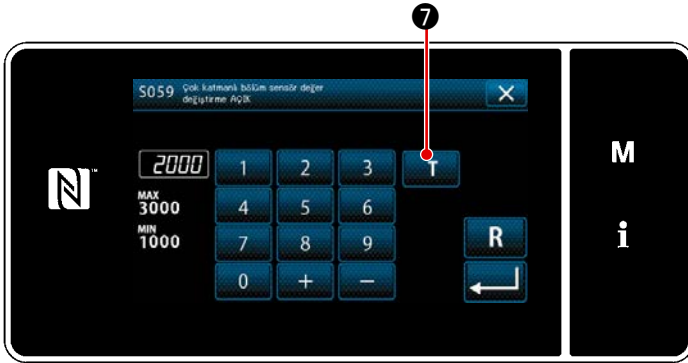 7
S059 Çok katmanlı bölüm sensör değer
değiştirme AÇIK
2000 1 2 3 T
MAX
3000 4 5 6
MIN
1000 7 8 9 R
0 + −
M
i
N